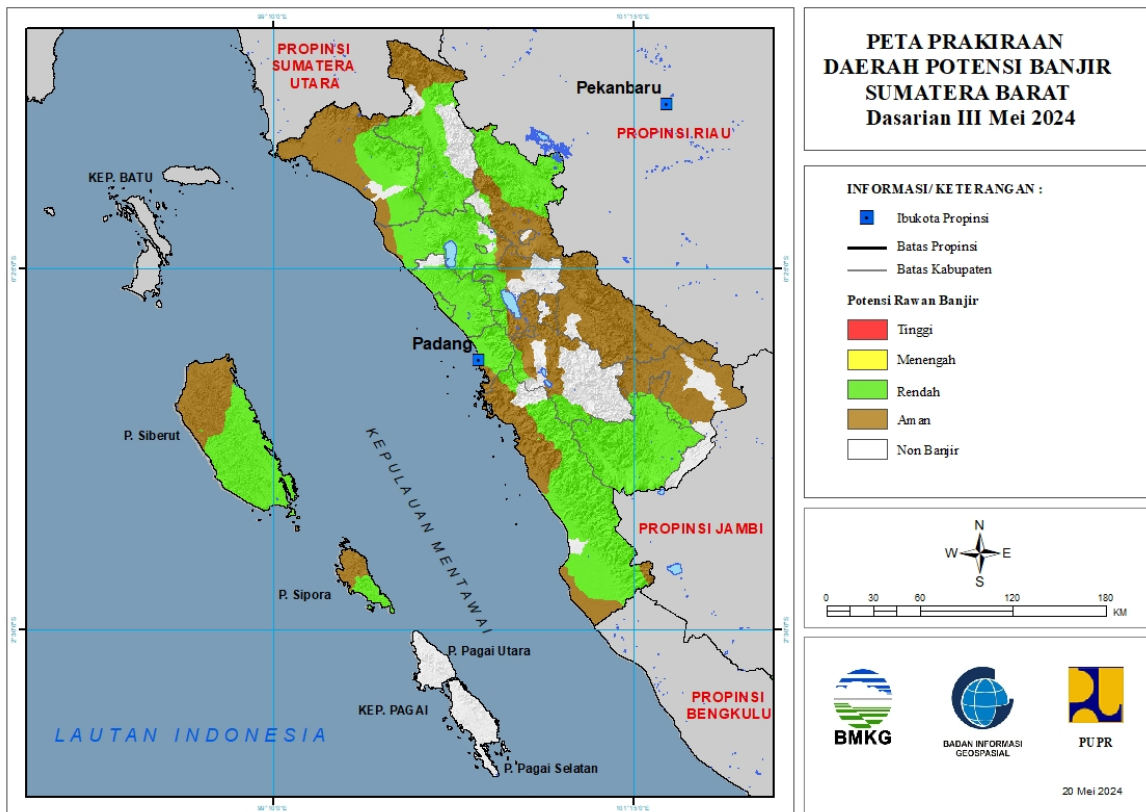 PETA PRAKIRAAN
DAERAH POTENSI BANJIR
SUMATERA BARAT
Dasarian III Mei 2024
INFORMASI/ KETERANGAN :
Ibukota Propinsi
Batas Propinsi
Batas Kabupaten
Potensi Rawan Banjir
Tinggi
Menengah
Rendah
Aman
Non Banjir
N
W E
S
0 30 60 120 180
KM
BMKG
BADAN INFORMASI
GEOSPASIAL
PUPR
20 Mei 2024
PROPINSI
SUMATERA
UTARA
Pekanbaru
PROPINSI RIAU
KEP. BATU
Padang
P. Siberut
KEPULAUAN MENTAWAI
PROPINSI JAMBI
P. Sipora
P. Pagai Utara
KEP. PAGAI
PROPINSI
BENGKULU
LAUTAN INDONESIA
P. Pagai Selatan